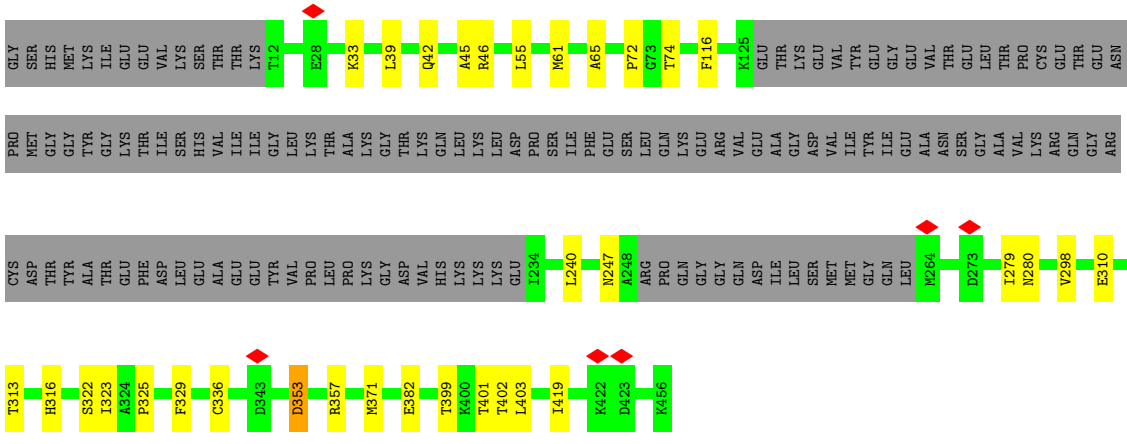 GLY SER HIS MET LYS ILE GLU GLU VAL LYS SER THR THR LYS T12 E28 K33 L39 Q42 A45 R46 L55 M61 A65 P72 G73 T74 F116 K125 GLU THR LYS GLU VAL TYR GLU GLY GLU VAL THR GLU LEU THR PRO CYS GLU THR GLU ASN
PRO MET GLY GLY TYR GLY LYS THR ILE SER HIS VAL ILE ILE GLY LEU LYS THR ALA LYS GLY THR LYS GLN LEU LYS LEU ASP PRO SER ILE PHE GLU SER LEU GLN LYS GLU ARG VAL GLU ALA GLY ASP VAL ILE TYR ILE GLU ALA ASN SER GLY ALA VAL LYS ARG GLN GLY ARG
CYS ASP THR TYR ALA THR GLU PHE ASP LEU GLU ALA GLU GLU TYR VAL PRO LEU PRO LYS GLY ASP VAL HIS LYS LYS LYS GLU I234 L240 N247 A248 ARG PRO GLN GLY GLY GLN ASP ILE LEU SER MET MET GLY GLN LEU M264 D273 I279 N280 V298 E310
T313 H316 S322 I323 A324 P325 F329 C336 D343 D353 R357 M371 E382 T399 K400 T401 T402 L403 I419 K422 D423 K456